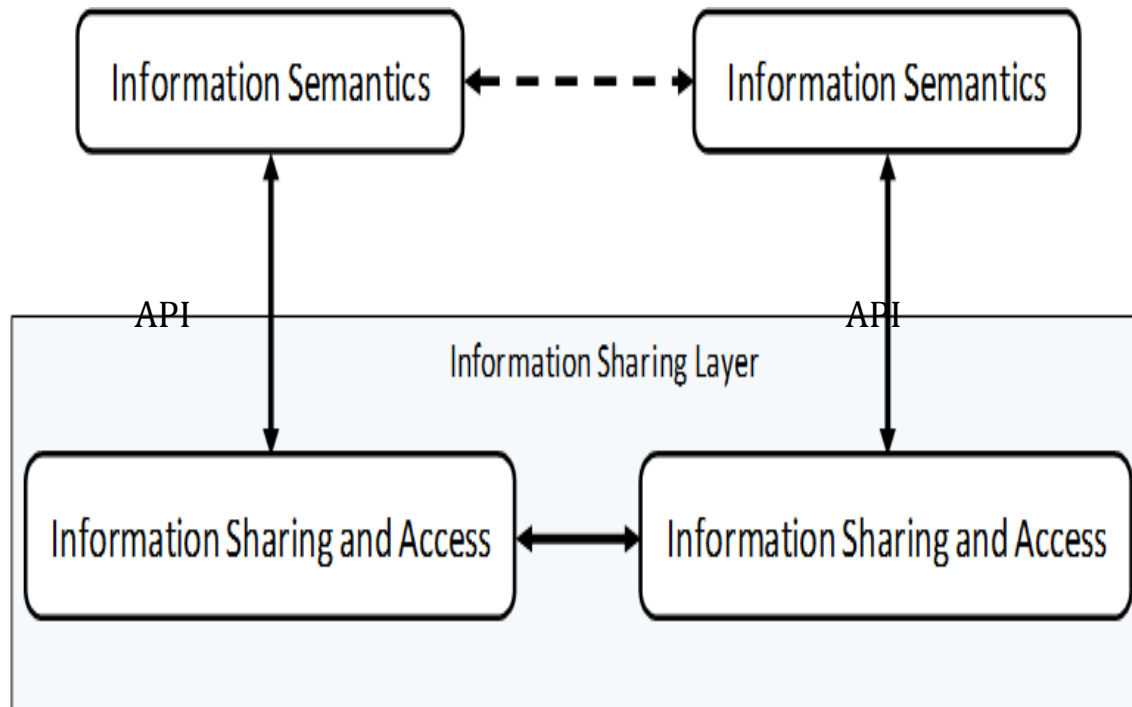 Information Semantics
Information Semantics
API
API
Information Sharing Layer
Information Sharing and Access
Information Sharing and Access